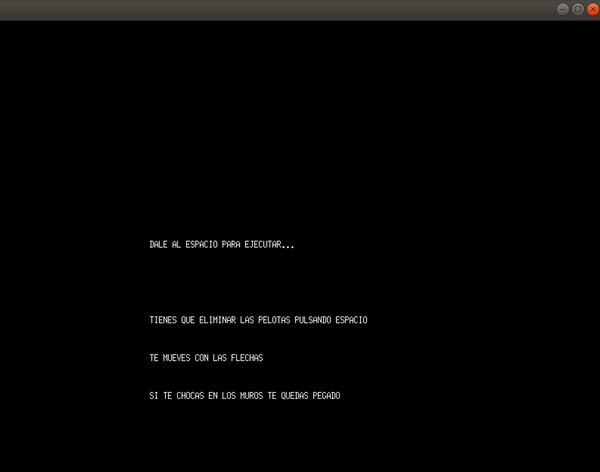 DALE AL ESPACIO PARA EJECUTAR...
TIENES QUE ELIMINAR LAS PELOTAS PULSANDO ESPACIO
TE MUEVES CON LAS FLECHAS
SI TE CHOCAS EN LOS MUROS TE QUEDAS PEGADO